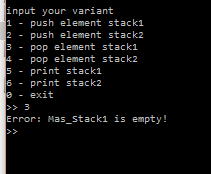 input your variant
1 - push element stack1
2 - push element stack2
3 - pop element stack1
4 - pop element stack2
5 - print stack1
6 - print stack2
0 - exit
>> 3
Error: Mas_Stack1 is empty!
>>